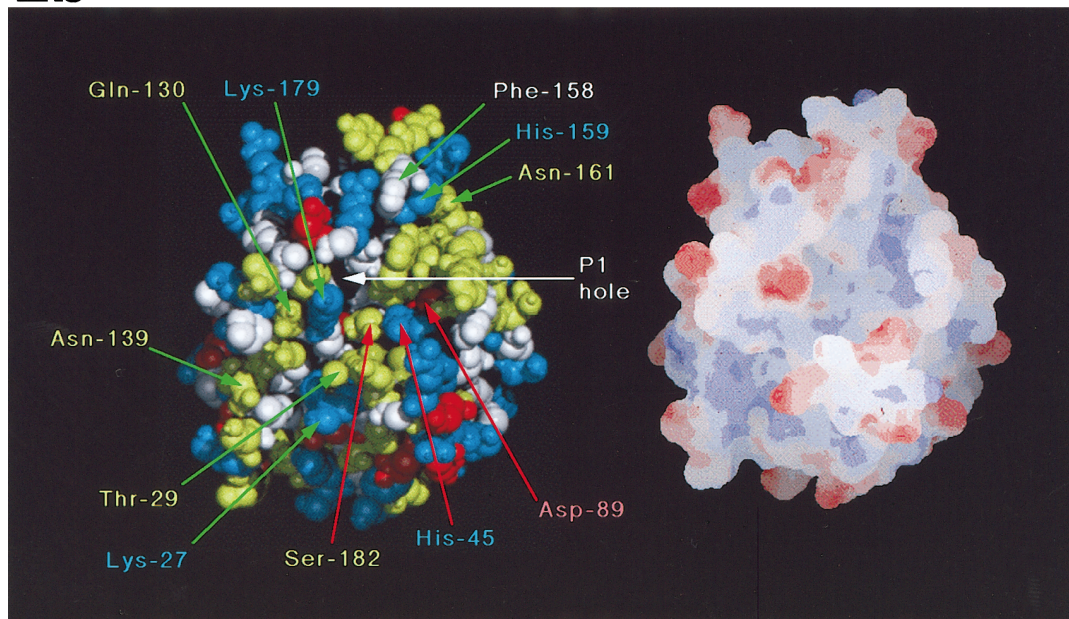 Gln-130
Lys-179
Phe-158
His-159
Asn-161
P1
hole
Asn-139
Thr-29
Asp-89
His-45
Ser-182
Lys-27